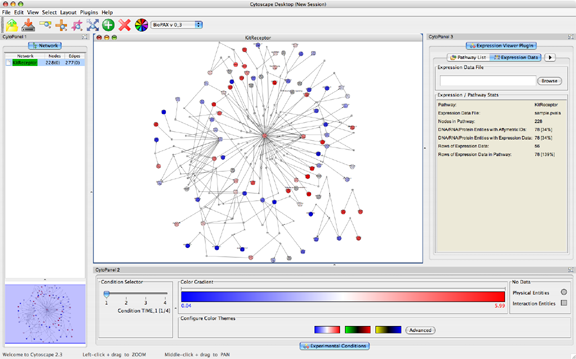 Cytoscape Desktop (New Session)
File Edit View Select Layout Plugins Help
BioPAX v 0_3
CytoPanel 1
Network
Network Nodes Edges
KitReceptor 228(0) 277(0)
KitReceptor
CytoPanel 3
Expression Viewer Plugin
Pathway List Expression Data
Expression Data File
Browse
Expression / Pathway Stats
Pathway: KitReceptor
Expression Data File: sample.pvals
Nodes in Pathway: 228
DNA/RNA/Protein Entities with Affymetrix IDs: 78 [34%]
DNA/RNA/Protein Entities with Expression Data: 78 [34%]
Rows of Expression Data:
Rows of Expression Data in Pathway:
CytoPanel 2
Condition Selector
1 2 3 4
Condition TIME_1 [1/4]
Color Gradient
0.04 5.99
Configure Color Themes
Advanced
No Data
Physical Entities
Interaction Entities
Experimental Conditions
Welcome to Cytoscape 2.3 Left-click + drag to ZOOM Middle-click + drag to PAN